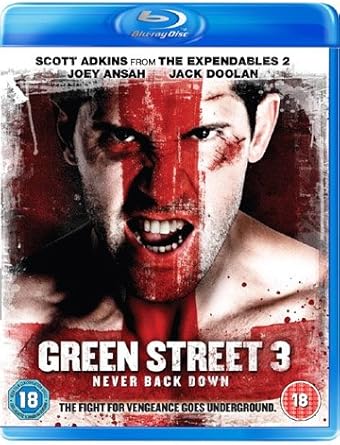 Blu-ray Disc
SCOTT ADKINS FROM THE EXPENDABLES 2
JOEY ANSAH JACK DOOLAN
GREEN STREET 3
NEVER BACK DOWN
18 18
THE FIGHT FOR VENGEANCE GOES UNDERGROUND.